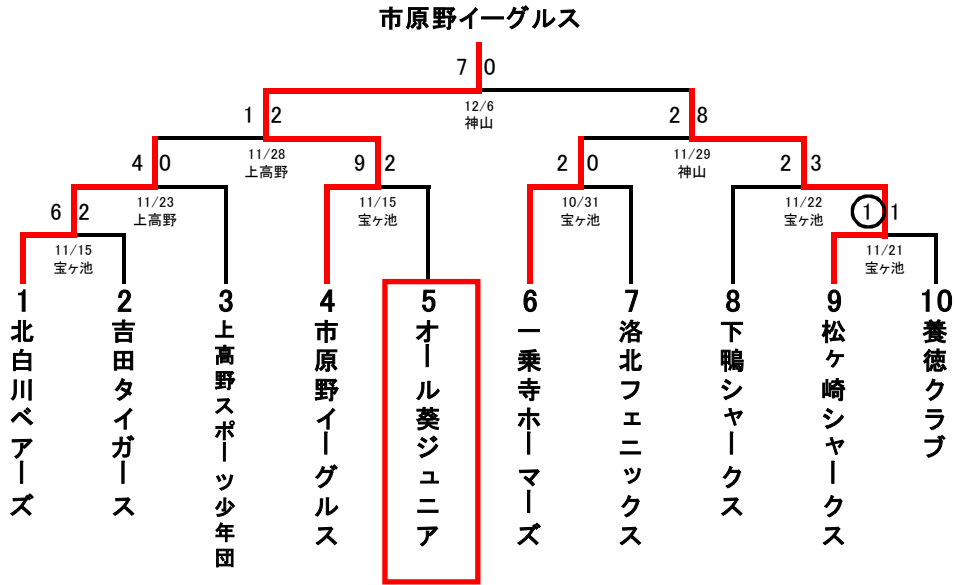 市原野イーグルス
7 0
12/6
神山
1 2
2 8
11/28
上高野
11/29
神山
4 0
9 2
2 0
2 3
11/23
上高野
11/15
宝ヶ池
10/31
宝ヶ池
11/22
宝ヶ池
6 2
① 1
11/15
宝ヶ池
11/21
宝ヶ池
1 北白川ベアーズ
2 吉田タイガース
3 上高野スポーツ少年団
4 市原野イーグルス
5 オール葵ジュニア
6 一乗寺ホーマーズ
7 洛北フェニックス
8 下鴨シャークス
9 松ヶ崎シャークス
10 養徳クラブ